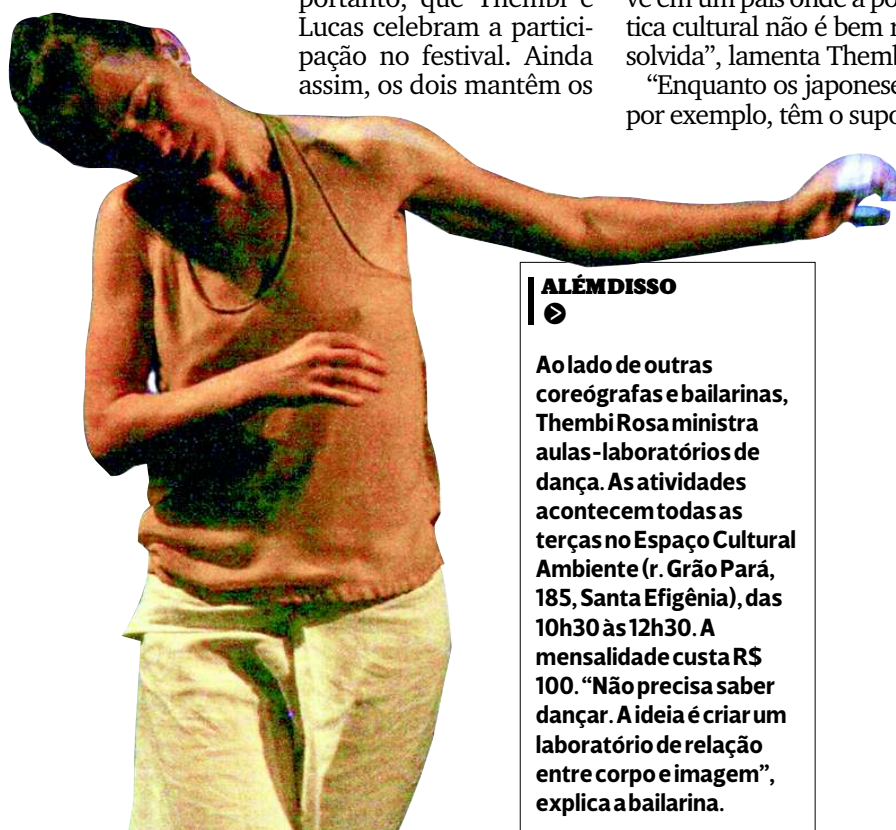 portanto, que Thembi e
Lucas celebram a partici-
pação no festival. Ainda
assim, os dois mantêm os
ve em um país onde a
tica cultural não é bem
solvida”, lamenta
“Enquanto os
por exemplo, têm o
ALÉM DISSO
Ao lado de outras
coreógrafas e bailarinas,
Thembi Rosa ministra
aulas-laboratórios de
dança. As atividades
acontecem todas as
terças no Espaço Cultural
Ambiente (r. Grão Pará,
185, Santa Efigênia), das
10h30 às 12h30. A
mensalidade custa R$
100. “Não precisa saber
dançar. A ideia é criar um
laboratório de relação
entre corpo e imagem”,
explica a bailarina.